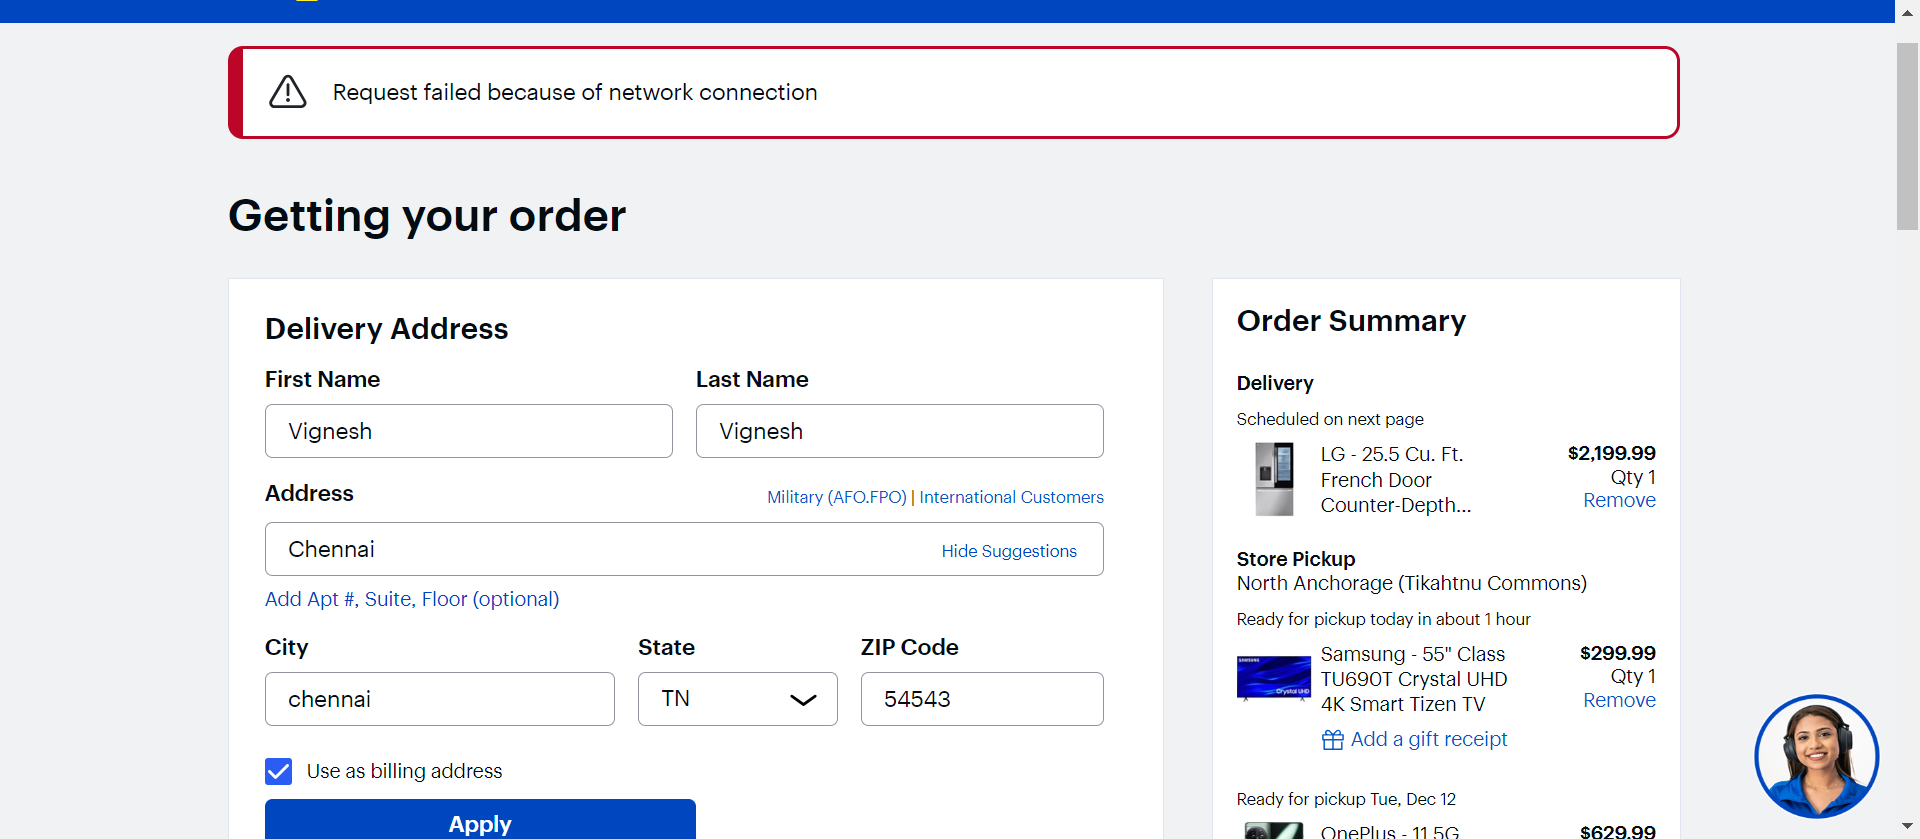 Request failed because of network connection
Getting your order
Delivery Address
First Name
Last Name
Vignesh
Vignesh
Address
Military (AFO.FPO) | International Customers
Chennai
Hide Suggestions
Add Apt #, Suite, Floor (optional)
City
State
ZIP Code
chennai
TN
54543
Use as billing address
Apply
Order Summary
Delivery
Scheduled on next page
LG - 25.5 Cu. Ft.
French Door
Counter-Depth...
$2,199.99
Qty 1
Remove
Store Pickup
North Anchorage (Tikahtnu Commons)
Ready for pickup today in about 1 hour
SAMSUNG
Crystal UHD
Samsung - 55" Class
TU690T Crystal UHD
4K Smart Tizen TV
$299.99
Qty 1
Remove
Add a gift receipt
Ready for pickup Tue, Dec 12
OnePlus - 11 5G
$629.99